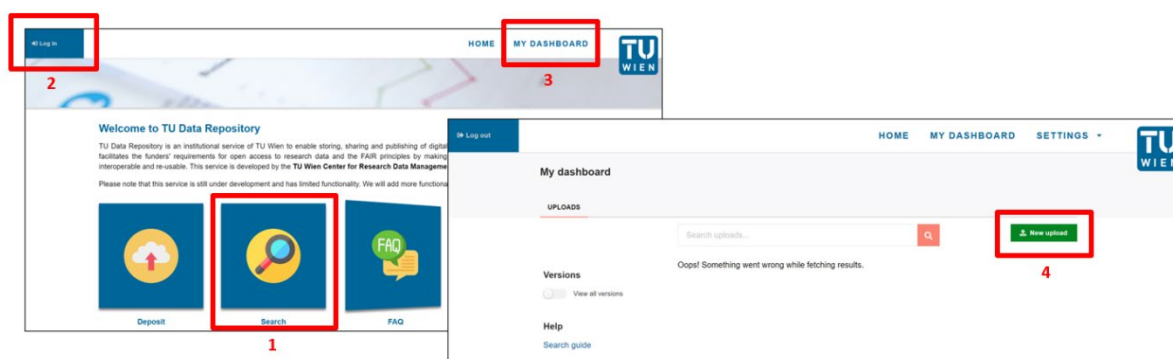 Log in
HOME MY DASHBOARD
TU
WIEN
2
3
Welcome to TU Data Repository
TU Data Repository is an institutional service of TU Wien to enable storing, sharing and publishing of digital
facilitates the funders' requirements for open access to research data and the FAIR principles by making
interoperable and re-usable. This service is developed by the TU Wien Center for Research Data Manageme
Please note that this service is still under development and has limited functionality. We will add more functiona
FAQ
Deposit Search FAQ
1
Log out
HOME MY DASHBOARD SETTINGS
TU
WIEN
My dashboard
UPLOADS
Search uploads...
New upload
4
Oops! Something went wrong while fetching results.
Versions
View all versions
Help
Search guide